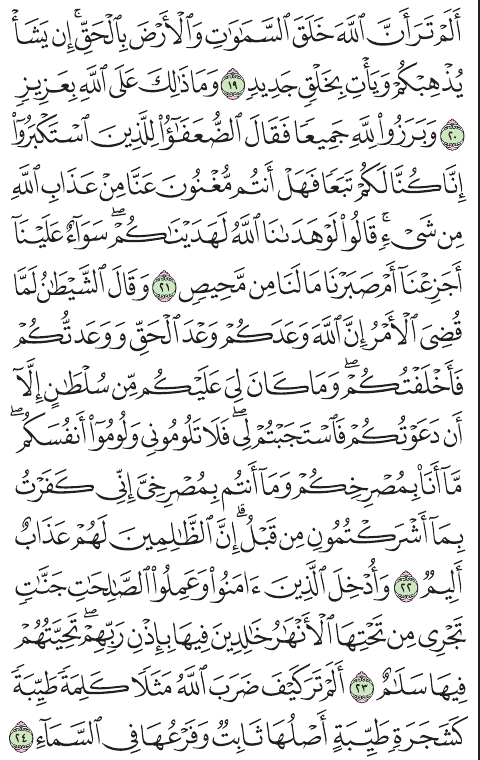 أَلَمۡ تَرَ أَنَّ ٱللَّهَ خَلَقَ ٱلسَّمَٰوَٰتِ وَٱلۡأَرۡضَ بِٱلۡحَقِّۚ إِن يَشَأۡ
يُذۡهِبۡكُمۡ وَيَأۡتِ بِخَلۡقٖ جَدِيدٖ ١٩ وَمَا ذَٰلِكَ عَلَى ٱللَّهِ بِعَزِيزٖ
٢٠ وَبَرَزُواْ لِلَّهِ جَمِيعٗا فَقَالَ ٱلضُّعَفَٰٓؤُاْ لِلَّذِينَ ٱسۡتَكۡبَرُوٓاْ
إِنَّا كُنَّا لَكُمۡ تَبَعٗا فَهَلۡ أَنتُم مُّغۡنُونَ عَنَّا مِنۡ عَذَابِ ٱللَّهِ
مِن شَيۡءٖۚ قَالُواْ لَوۡ هَدَىٰنَا ٱللَّهُ لَهَدَيۡنَٰكُمۡۖ سَوَآءٌ عَلَيۡنَآ
أَجَزِعۡنَآ أَمۡ صَبَرۡنَا مَا لَنَا مِن مَّحِيصٖ ٢١ وَقَالَ ٱلشَّيۡطَٰنُ لَمَّا
قُضِيَ ٱلۡأَمۡرُ إِنَّ ٱللَّهَ وَعَدَكُمۡ وَعۡدَ ٱلۡحَقِّ وَوَعَدتُّكُمۡ
فَأَخۡلَفۡتُكُمۡۖ وَمَا كَانَ لِيَ عَلَيۡكُم مِّن سُلۡطَٰنٍ إِلَّآ
أَن دَعَوۡتُكُمۡ فَٱسۡتَجَبۡتُمۡ لِيۖ فَلَا تَلُومُونِي وَلُومُوٓاْ أَنفُسَكُمۖ
مَّآ أَنَا۠ بِمُصۡرِخِكُمۡ وَمَآ أَنتُم بِمُصۡرِخِيَّ إِنِّي كَفَرۡتُ
بِمَآ أَشۡرَكۡتُمُونِ مِن قَبۡلُۗ إِنَّ ٱلظَّٰلِمِينَ لَهُمۡ عَذَابٌ
أَلِيمٞ ٢٢ وَأُدۡخِلَ ٱلَّذِينَ ءَامَنُواْ وَعَمِلُواْ ٱلصَّٰلِحَٰتِ جَنَّٰتٖ
تَجۡرِي مِن تَحۡتِهَا ٱلۡأَنۡهَٰرُ خَٰلِدِينَ فِيهَا بِإِذۡنِ رَبِّهِمۡۖ تَحِيَّتُهُمۡ
فِيهَا سَلَٰمٌ ٢٣ أَلَمۡ تَرَ كَيۡفَ ضَرَبَ ٱللَّهُ مَثَلٗا كَلِمَةٗ طَيِّبَةٗ
كَشَجَرَةٖ طَيِّبَةٍ أَصۡلُهَا ثَابِتٞ وَفَرۡعُهَا فِي ٱلسَّمَآءِ ٢٤